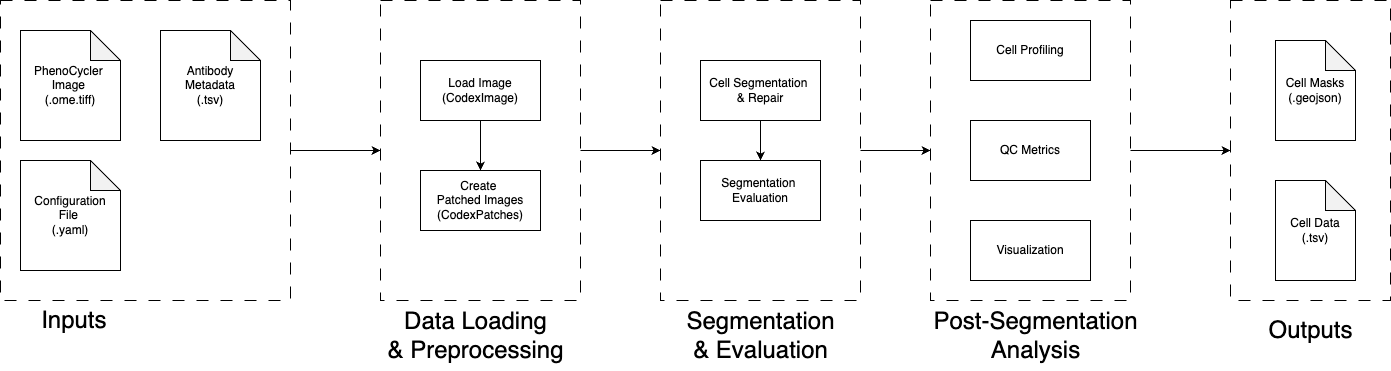 PhenoCycler
Image
(.ome.tiff)
Antibody
Metadata
(.tsv)
Configuration
File
(.yaml)
Inputs
Load Image
(CodexImage)
Create
Patched Images
(CodexPatches)
Data Loading
& Preprocessing
Cell Segmentation
& Repair
Segmentation
Evaluation
Segmentation
& Evaluation
Cell Profiling
QC Metrics
Visualization
Post-Segmentation
Analysis
Cell Masks
(.geojson)
Cell Data
(.tsv)
Outputs